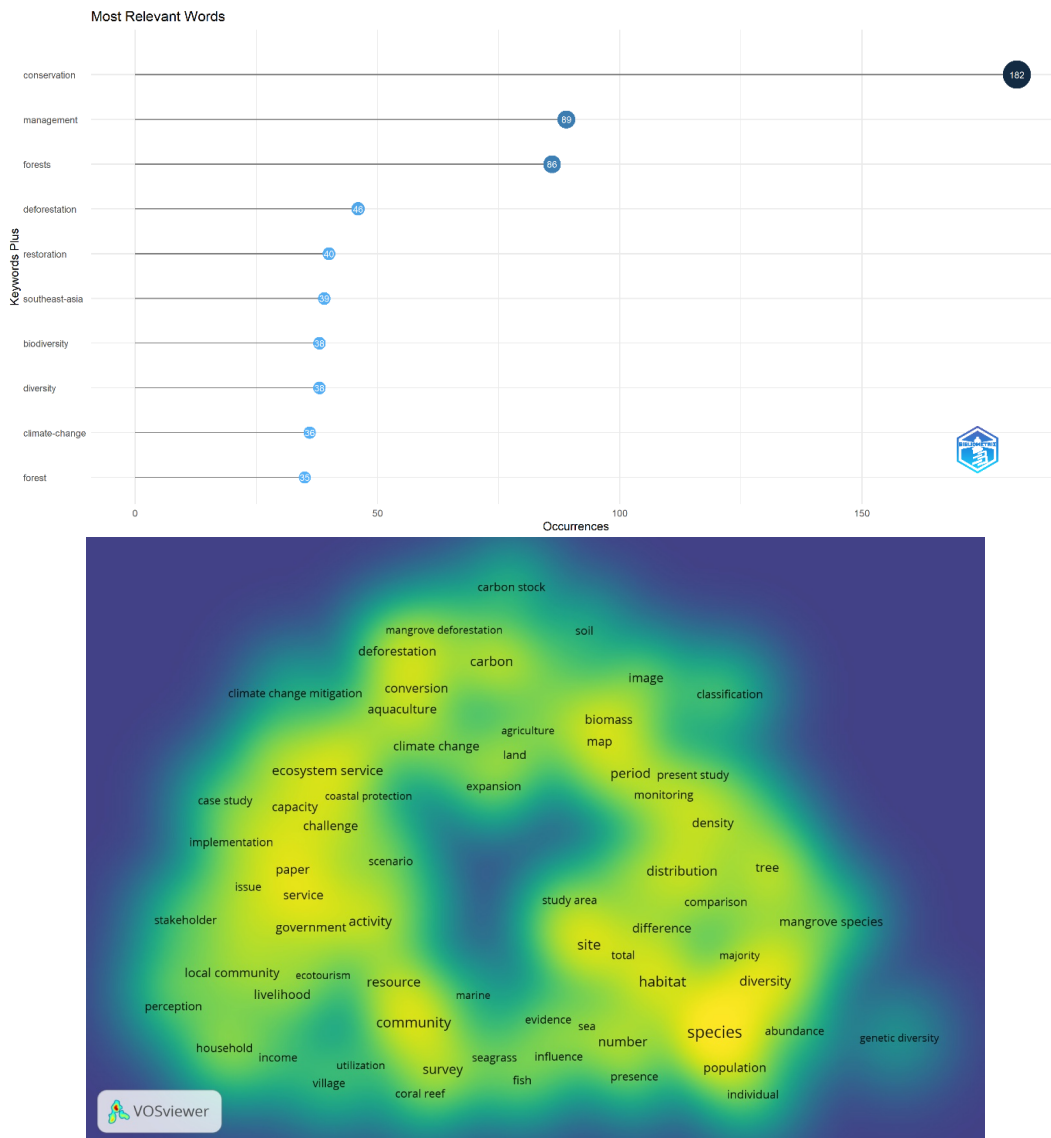 Most Relevant Words
Keywords Plus
conservation
182
management
89
forests
86
deforestation
46
restoration
40
southeast-asia
39
biodiversity
38
diversity
38
climate-change
36
BIBLIOMETRIX
forest
35
0 50 100 150
Occurrences
carbon stock
mangrove deforestation
soil
deforestation
carbon
image
conversion
climate change mitigation
classification
aquaculture
biomass
agriculture
map
climate change
land
ecosystem service
period
present study
expansion
monitoring
coastal protection
case study
capacity
challenge
density
implementation
scenario
paper
distribution
tree
issue
service
study area
comparison
stakeholder
government
activity
difference
mangrove species
site
total
majority
local community
ecotourism
resource
habitat
diversity
livelihood
marine
perception
community
evidence
sea
species
abundance
number
genetic diversity
household
income
seagrass
influence
utilization
survey
population
village
fish
presence
coral reef
individual
VOSviewer